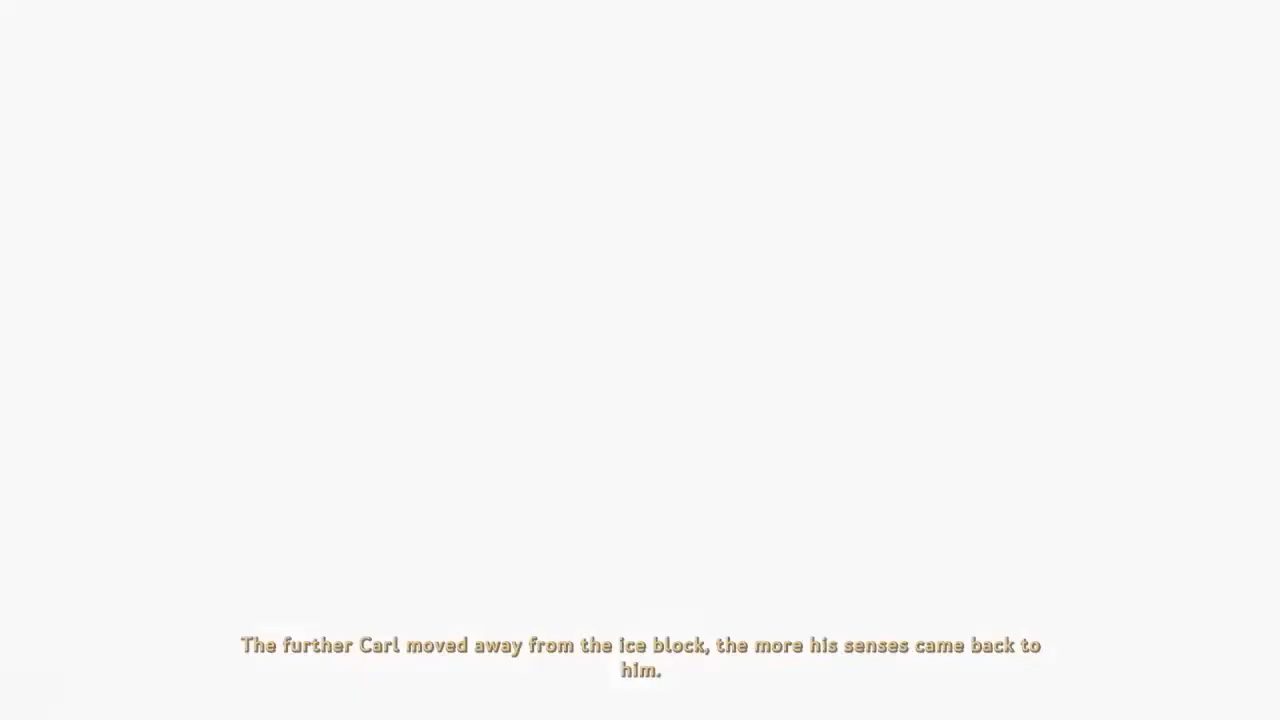 The further Carl moved away from the ice block, the more his senses came back to
him.